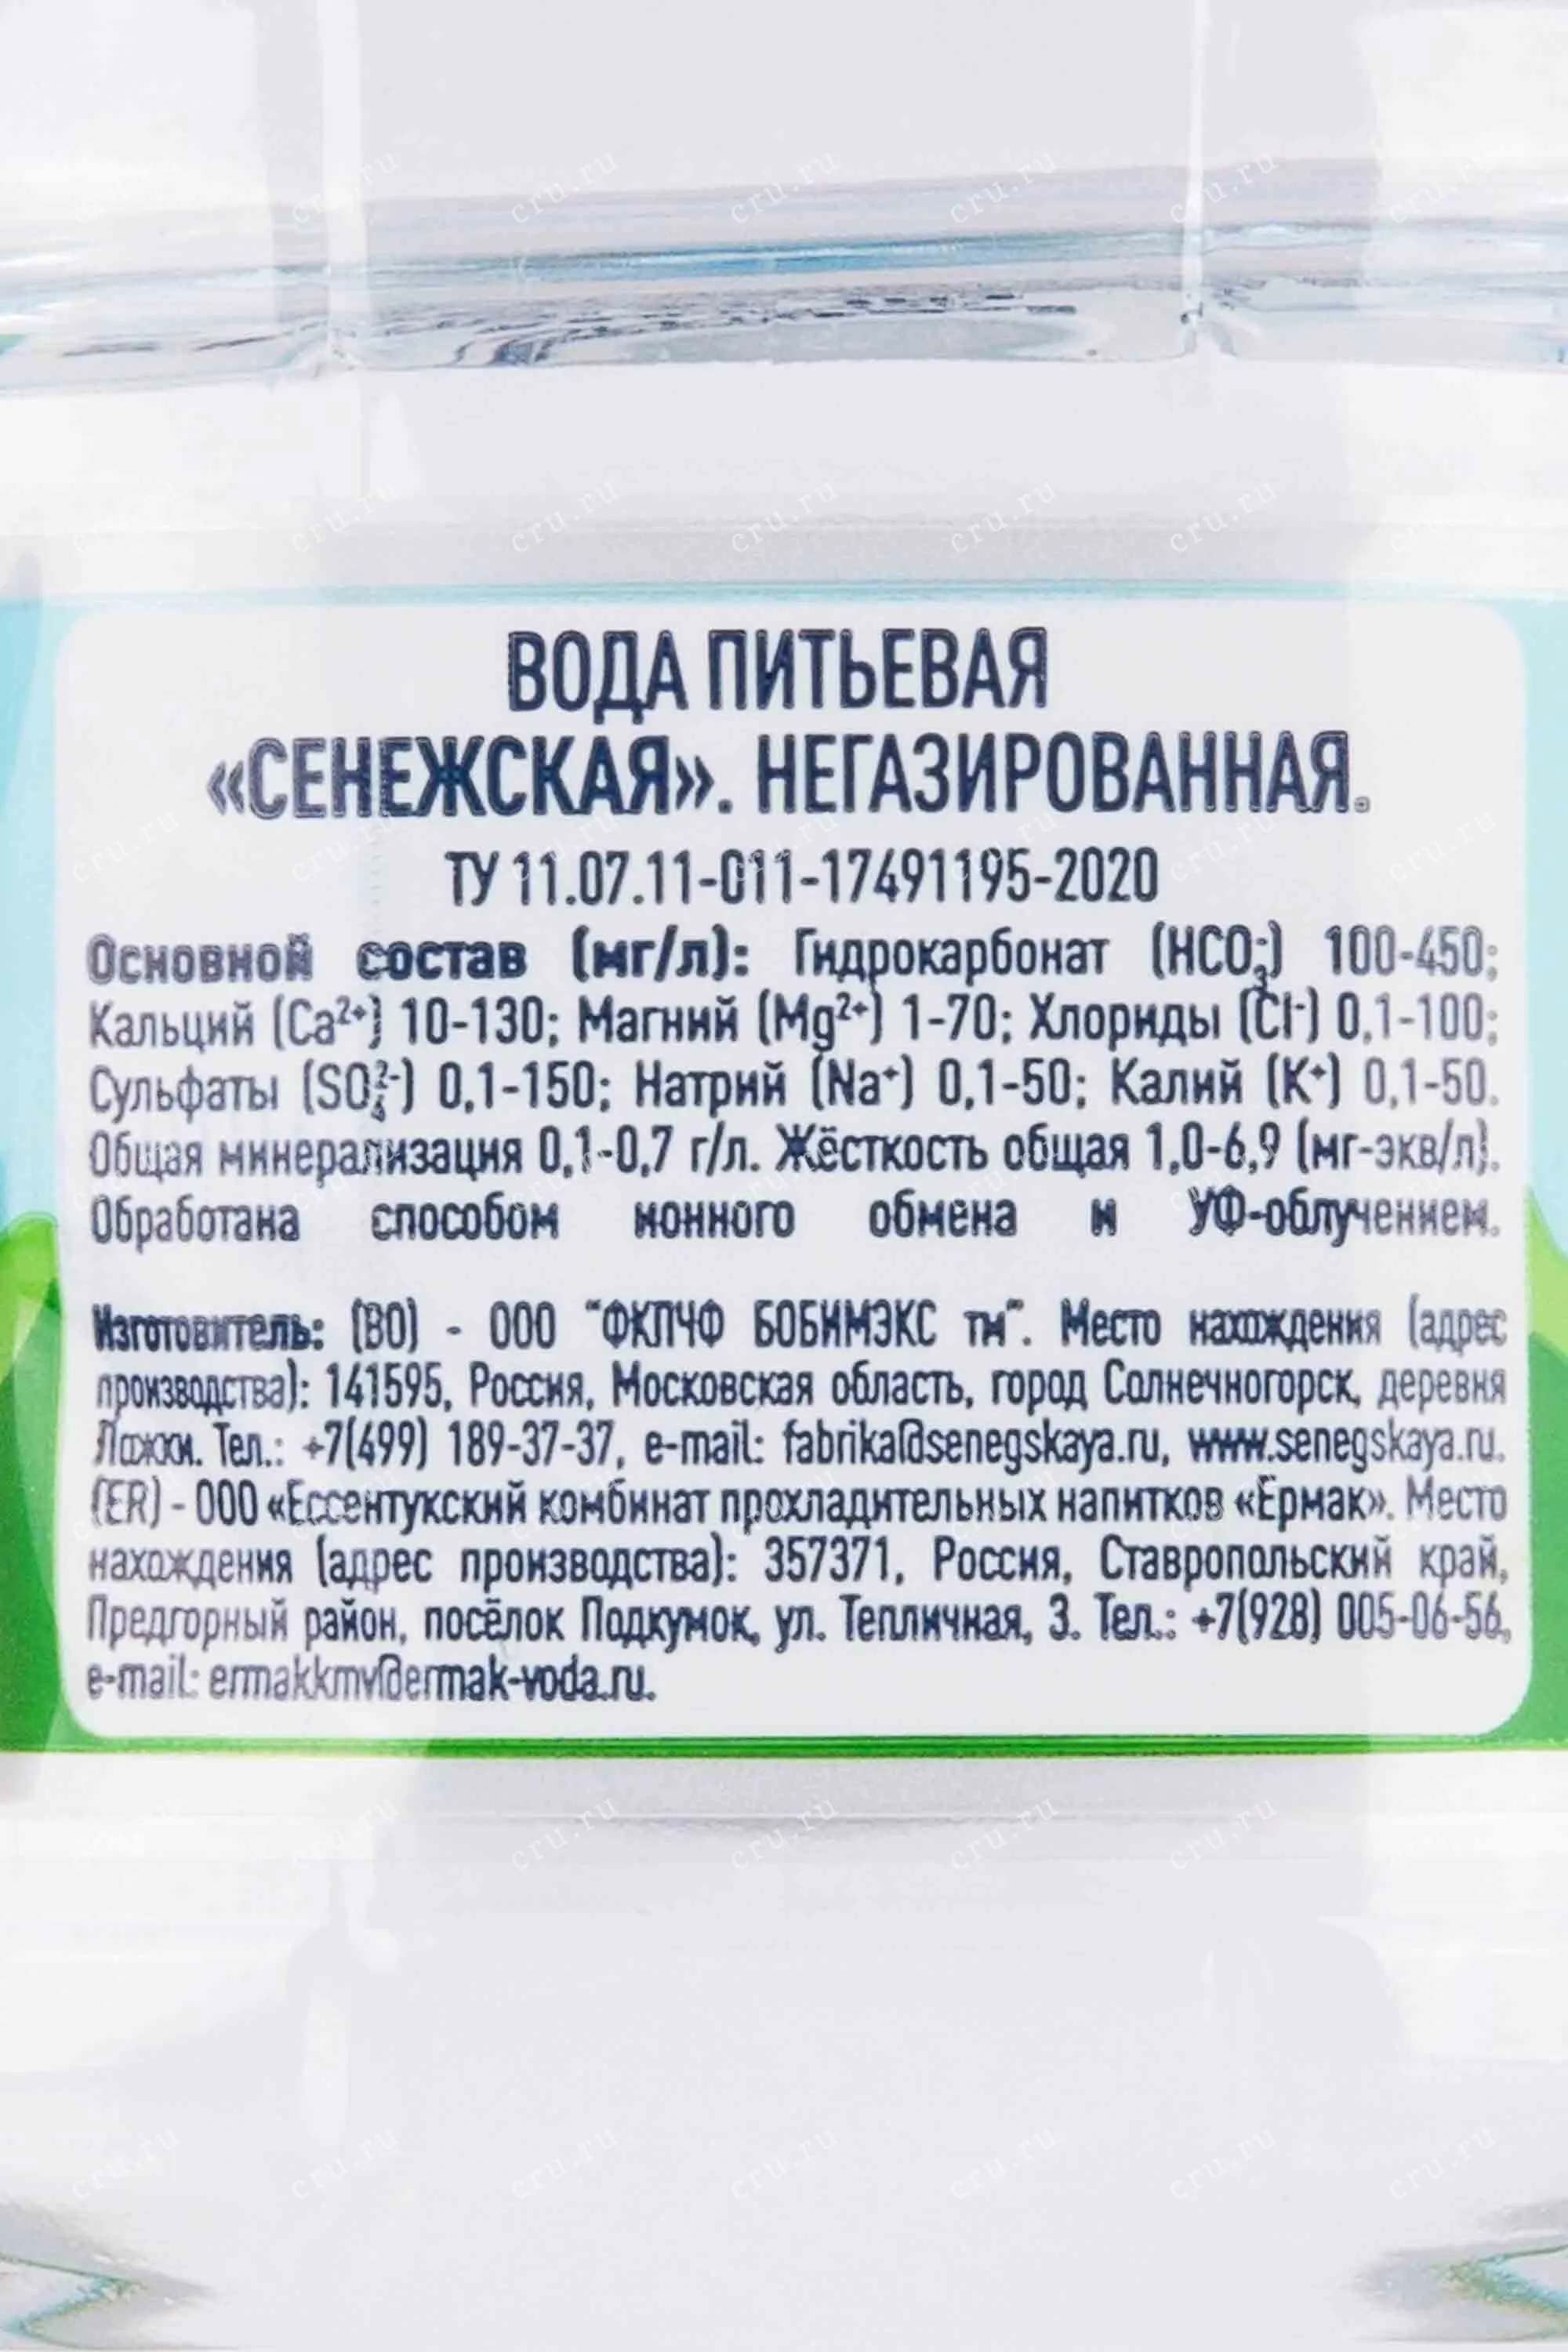 ВОДА ПИТЬЕВАЯ
«СЕНЕЖСКАЯ». НЕГАЗИРОВАННАЯ.
ТУ 11.07.11-011-17491195-2020
Основной состав (мг/л): Гидрокарбонат (HCO₃⁻) 100-450;
Кальций (Ca²⁺) 10-130; Магний (Mg²⁺) 1-70; Хлориды (Cl⁻) 0,1-100;
Сульфаты (SO₄²⁻) 0,1-150; Натрий (Na⁺) 0,1-50; Калий (K⁺) 0,1-50.
Общая минерализация 0,1-0,7 г/л. Жёсткость общая 1,0-6,9 (мг-экв/л).
Обработана способом ионного обмена и УФ-облучением.
Изготовитель: (ВО) - ООО "ФКПЧФ БОБИМЭКС тм". Место нахождения (адрес
производства): 141595, Россия, Московская область, город Солнечногорск, деревня
Ложки. Тел.: +7(499) 189-37-37, e-mail: fabrika@senegskaya.ru, www.senegskaya.ru.
(ER) - ООО «Ессентукский комбинат прохладительных напитков «Ермак». Место
нахождения (адрес производства): 357371, Россия, Ставропольский край,
Предгорный район, посёлок Подкумок, ул. Тепличная, 3. Тел.: +7(928) 005-06-56,
e-mail: ermakkmv@ermak-voda.ru.
cru.ru